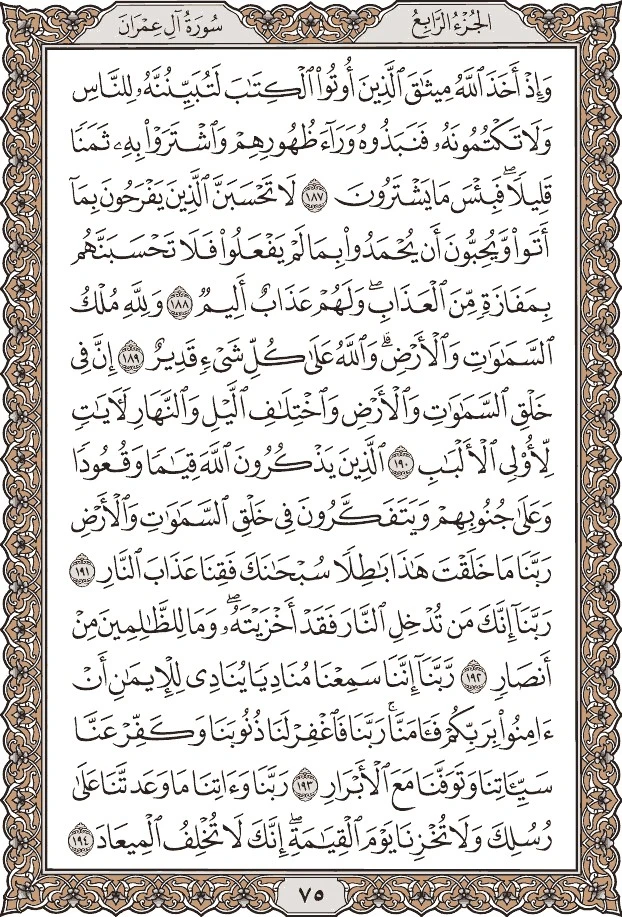 الجزء الرابع
سورة آل عمران
وَإِذْ أَخَذَ ٱللَّهُ مِيثَٰقَ ٱلَّذِينَ أُوتُوا۟ ٱلْكِتَٰبَ لَتُبَيِّنُنَّهُۥ لِلنَّاسِ
وَلَا تَكْتُمُونَهُۥ فَنَبَذُوهُ وَرَآءَ ظُهُورِهِمْ وَٱشْتَرَوْا۟ بِهِۦ ثَمَنًا
قَلِيلًا ۖ فَبِئْسَ مَا يَشْتَرُونَ ١٨٧ لَا تَحْسَبَنَّ ٱلَّذِينَ يَفْرَحُونَ بِمَآ
أَتَوا۟ وَّيُحِبُّونَ أَن يُحْمَدُوا۟ بِمَا لَمْ يَفْعَلُوا۟ فَلَا تَحْسَبَنَّهُم
بِمَفَازَةٍ مِّنَ ٱلْعَذَابِ ۖ وَلَهُمْ عَذَابٌ أَلِيمٌ ١٨٨ وَلِلَّهِ مُلْكُ
ٱلسَّمَٰوَٰتِ وَٱلْأَرْضِ ۗ وَٱللَّهُ عَلَىٰ كُلِّ شَىْءٍ قَدِيرٌ ١٨٩ إِنَّ فِى
خَلْقِ ٱلسَّمَٰوَٰتِ وَٱلْأَرْضِ وَٱخْتِلَٰفِ ٱلَّيْلِ وَٱلنَّهَارِ لَـَٔايَٰتٍ
لِّأُو۟لِى ٱلْأَلْبَٰبِ ١٩٠ ٱلَّذِينَ يَذْكُرُونَ ٱللَّهَ قِيَٰمًا وَقُعُودًا
وَعَلَىٰ جُنُوبِهِمْ وَيَتَفَكَّرُونَ فِى خَلْقِ ٱلسَّمَٰوَٰتِ وَٱلْأَرْضِ
رَبَّنَا مَا خَلَقْتَ هَٰذَا بَٰطِلًا سُبْحَٰنَكَ فَقِنَا عَذَابَ ٱلنَّارِ ١٩١
رَبَّنَآ إِنَّكَ مَن تُدْخِلِ ٱلنَّارَ فَقَدْ أَخْزَيْتَهُۥ ۖ وَمَا لِلظَّٰلِمِينَ مِنْ
أَنصَارٍ ١٩٢ رَّبَّنَآ إِنَّنَا سَمِعْنَا مُنَادِيًا يُنَادِى لِلْإِيمَٰنِ أَنْ
ءَامِنُوا۟ بِرَبِّكُمْ فَـَٔامَنَّا ۚ رَبَّنَا فَٱغْفِرْ لَنَا ذُنُوبَنَا وَكَفِّرْ عَنَّا
سَيِّـَٔاتِنَا وَتَوَفَّنَا مَعَ ٱلْأَبْرَارِ ١٩٣ رَبَّنَا وَءَاتِنَا مَا وَعَدتَّنَا عَلَىٰ
رُسُلِكَ وَلَا تُخْزِنَا يَوْمَ ٱلْقِيَٰمَةِ ۗ إِنَّكَ لَا تُخْلِفُ ٱلْمِيعَادَ ١٩٤
٧٥